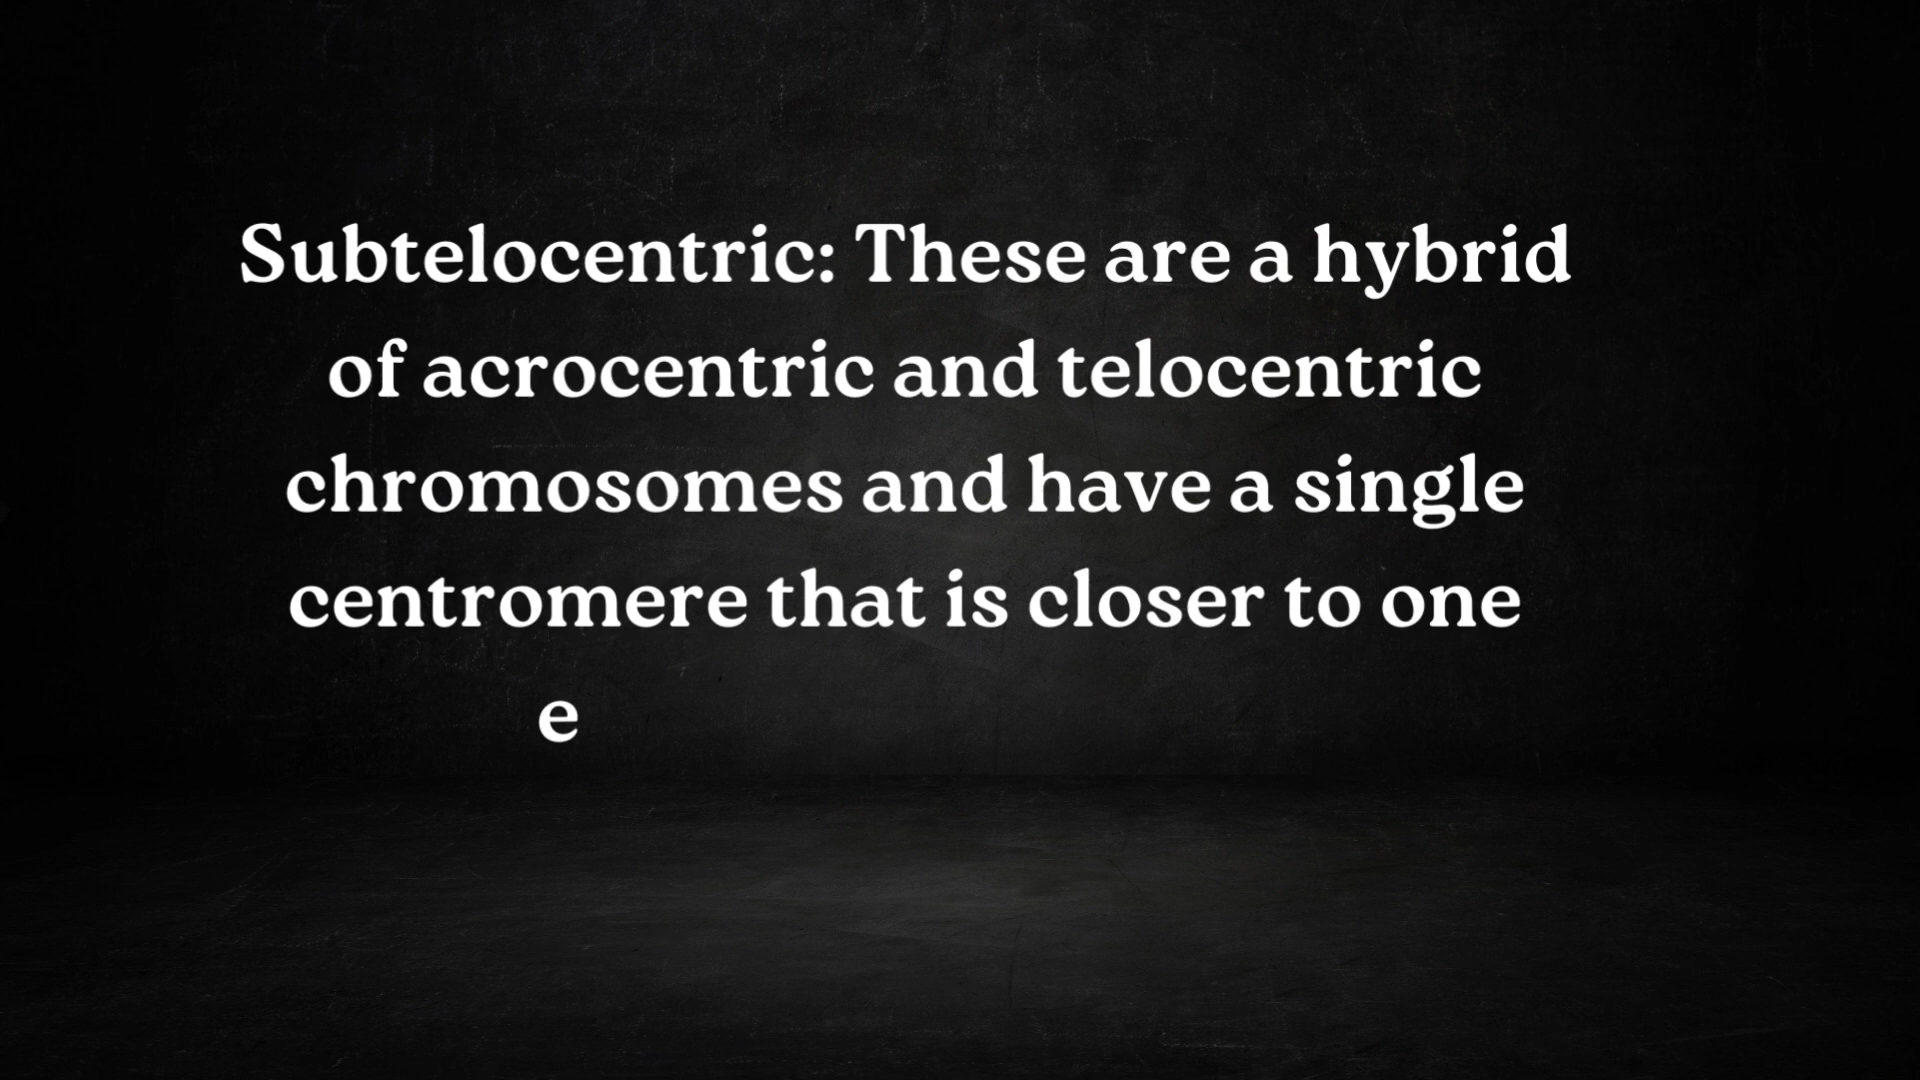 Subtelocentric: These are a hybrid
of acrocentric and telocentric
chromosomes and have a single
centromere that is closer to one
e